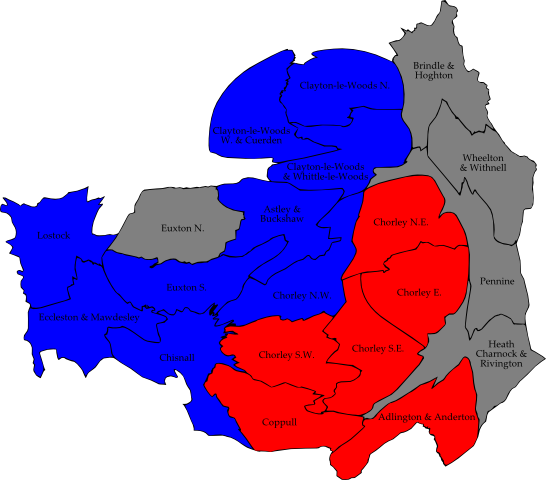 Brindle &
Hoghton
Clayton-le-Woods N.
Clayton-le-Woods
W. & Cuerden
Clayton-le-Woods
& Whittle-le-Woods
Wheelton
& Withnell
Astley &
Buckshaw
Chorley N.E.
Euxton N.
Lostock
Pennine
Euxton S.
Chorley N.W.
Chorley E.
Eccleston & Mawdesley
Chisnall
Chorley S.W.
Chorley S.E.
Heath
Charnock &
Rivington
Coppull
Adlington & Anderton